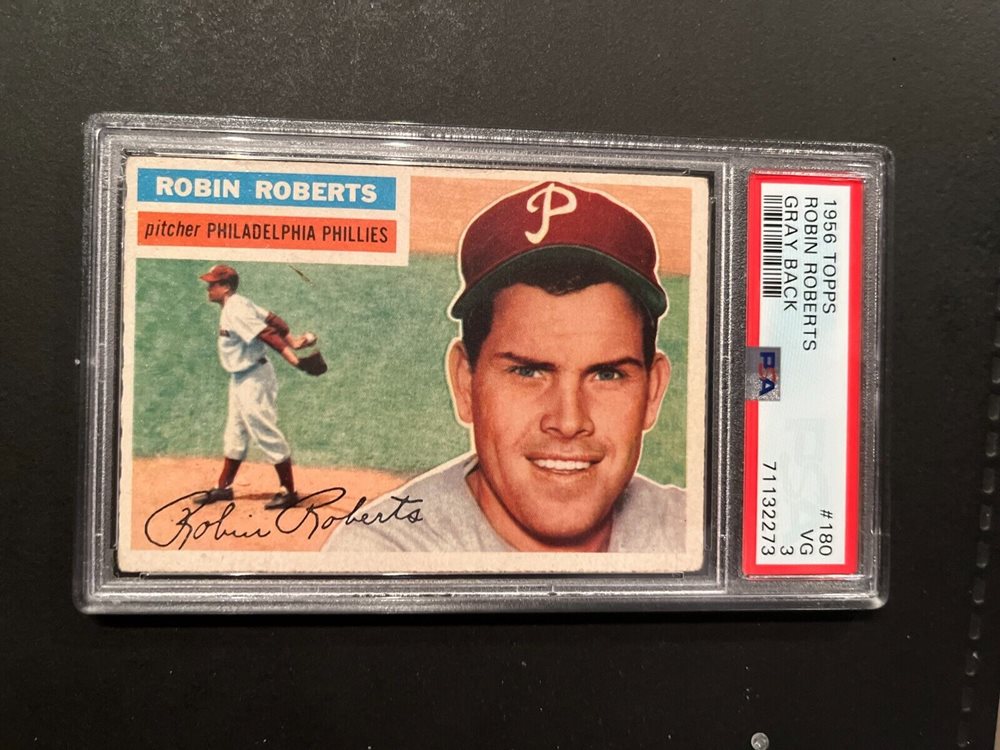 ROBIN ROBERTS
pitcher PHILADELPHIA PHILLIES
P
Robin Roberts
1956 TOPPS
ROBIN ROBERTS
GRAY BACK
#180
VG
3
PSA
71132273